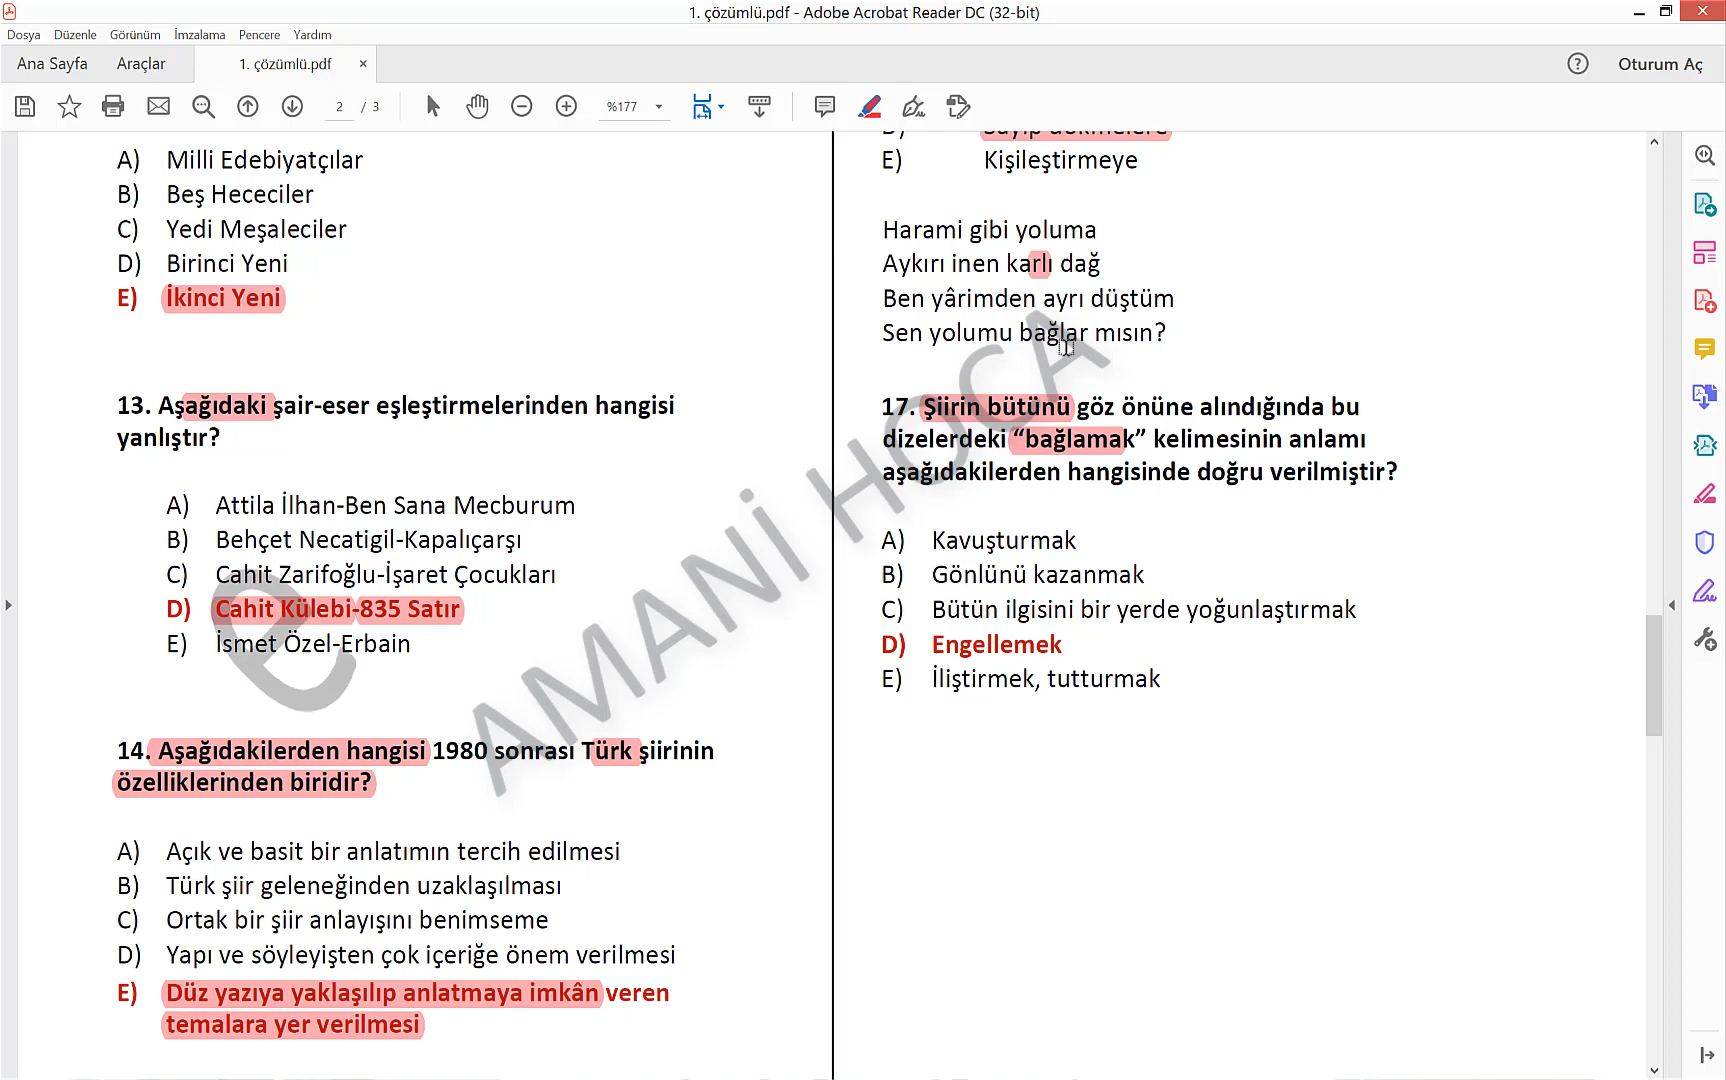 1. çözümlü.pdf - Adobe Acrobat Reader DC (32-bit)
Dosya Düzenle Görünüm İmzalama Pencere Yardım
Ana Sayfa Araçlar 1. çözümlü.pdf × Oturum Aç
2 / 3 %177
A) Milli Edebiyatçılar
B) Beş Hececiler
C) Yedi Meşaleciler
D) Birinci Yeni
E) İkinci Yeni
13. Aşağıdaki şair-eser eşleştirmelerinden hangisi
yanlıştır?
A) Attila İlhan-Ben Sana Mecburum
B) Behçet Necatigil-Kapalıçarşı
C) Cahit Zarifoğlu-İşaret Çocukları
D) Cahit Külebi-835 Satır
E) İsmet Özel-Erbain
14. Aşağıdakilerden hangisi 1980 sonrası Türk şiirinin
özelliklerinden biridir?
A) Açık ve basit bir anlatımın tercih edilmesi
B) Türk şiir geleneğinden uzaklaşılması
C) Ortak bir şiir anlayışını benimseme
D) Yapı ve söyleyişten çok içeriğe önem verilmesi
E) Düz yazıya yaklaşılıp anlatmaya imkân veren
temalara yer verilmesi
D) Sayıp dökmelere
E) Kişileştirmeye
Harami gibi yoluma
Aykırı inen karlı dağ
Ben yârimden ayrı düştüm
Sen yolumu bağlar mısın?
17. Şiirin bütünü göz önüne alındığında bu
dizelerdeki “bağlamak” kelimesinin anlamı
aşağıdakilerden hangisinde doğru verilmiştir?
A) Kavuşturmak
B) Gönlünü kazanmak
C) Bütün ilgisini bir yerde yoğunlaştırmak
D) Engellemek
E) İliştirmek, tutturmak
e AMANİ HOCA